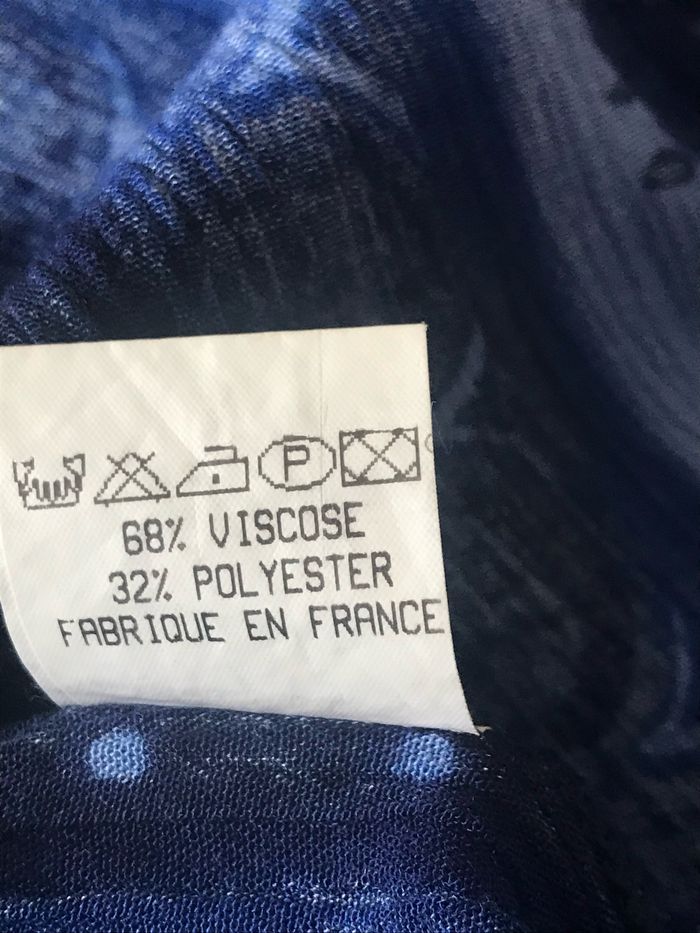 P
68% VISCOSE
32% POLYESTER
FABRIQUE EN FRANCE